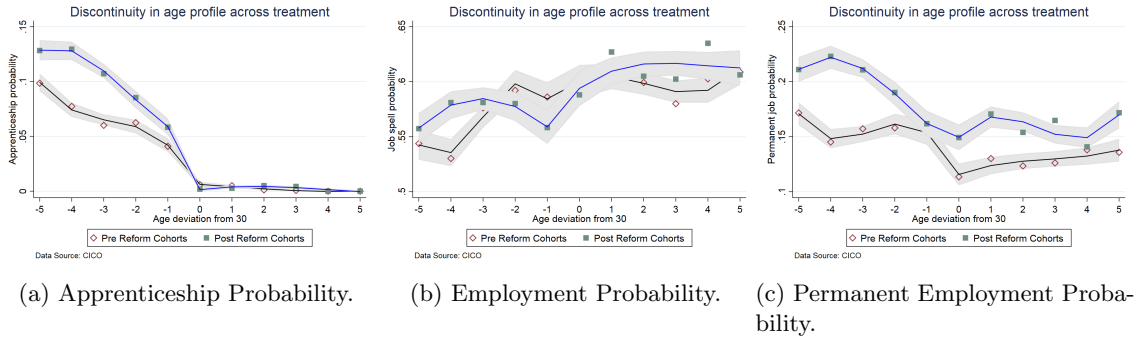 Discontinuity in age profile across treatment
Apprenticeship probability
.15
.1
.05
0
-5 -4 -3 -2 -1 0 1 2 3 4 5
Age deviation from 30
Pre Reform Cohorts Post Reform Cohorts
Data Source: CICO
(a) Apprenticeship Probability.
Discontinuity in age profile across treatment
Job spell probability
.65
.6
.55
.5
-5 -4 -3 -2 -1 0 1 2 3 4 5
Age deviation from 30
Pre Reform Cohorts Post Reform Cohorts
Data Source: CICO
(b) Employment Probability.
Discontinuity in age profile across treatment
Permanent job probability
.25
.2
.15
.1
-5 -4 -3 -2 -1 0 1 2 3 4 5
Age deviation from 30
Pre Reform Cohorts Post Reform Cohorts
Data Source: CICO
(c) Permanent Employment Proba-
bility.